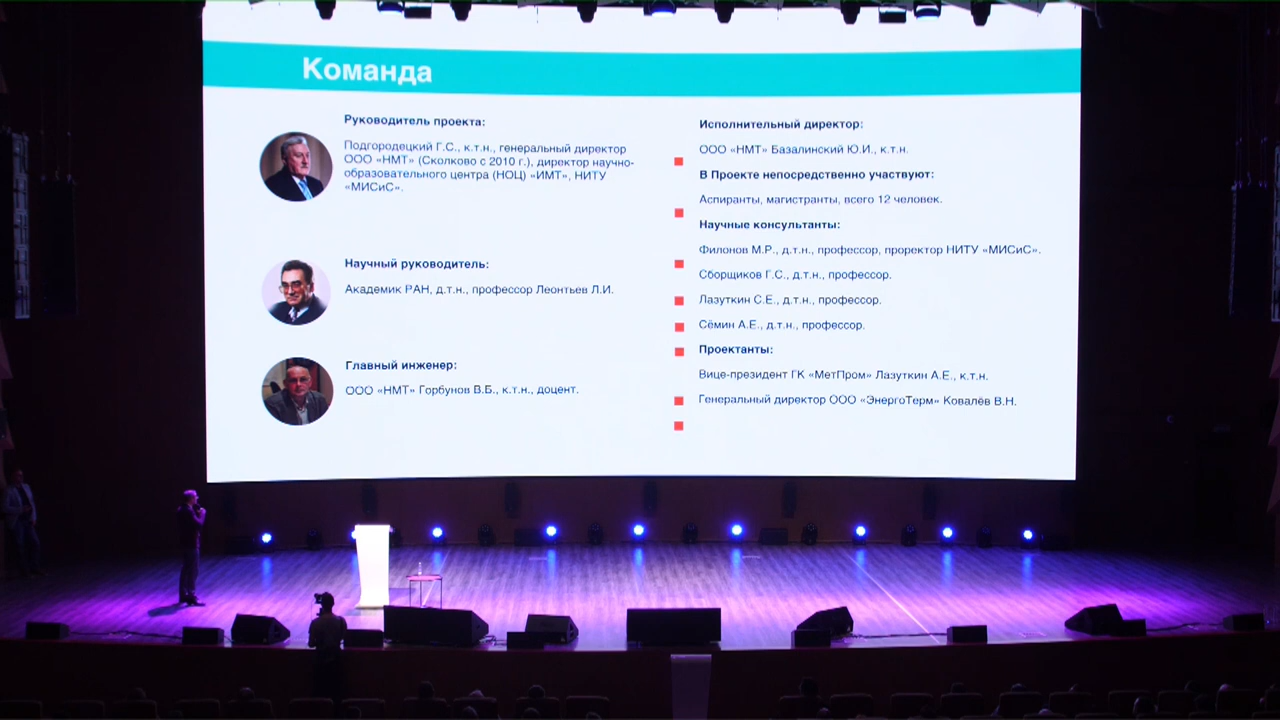 Команда
Руководитель проекта:
Подгородецкий Г.С., к.т.н., генеральный директор
ООО «НМТ» (Сколково с 2010 г.), директор научно-
образовательного центра (НОЦ) «ИМТ», НИТУ
«МИСиС».
Научный руководитель:
Академик РАН, д.т.н., профессор Леонтьев Л.И.
Главный инженер:
ООО «НМТ» Горбунов В.Б., к.т.н., доцент.
Исполнительный директор:
ООО «НМТ» Базалинский Ю.И., к.т.н.
В Проекте непосредственно участвуют:
Аспиранты, магистранты, всего 12 человек.
Научные консультанты:
Филонов М.Р., д.т.н., профессор, проректор НИТУ «МИСиС».
Сборщиков Г.С., д.т.н., профессор.
Лазуткин С.Е., д.т.н., профессор.
Сёмин А.Е., д.т.н., профессор.
Проектанты:
Вице-президент ГК «МетПром» Лазуткин А.Е., к.т.н.
Генеральный директор ООО «ЭнергоТерм» Ковалёв В.Н.